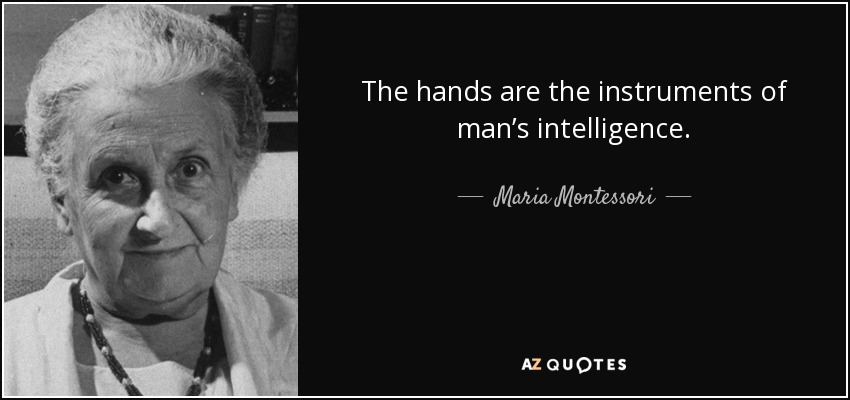 The hands are the instruments of
man’s intelligence.
Maria Montessori
AZ QUOTES